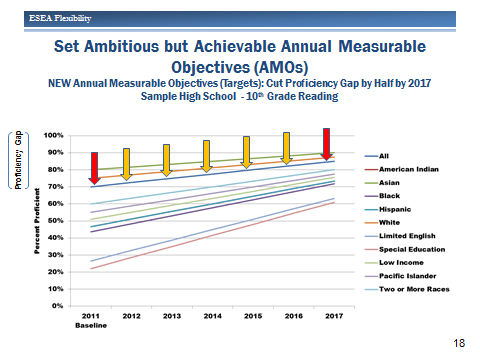 ESEA Flexibility
Set Ambitious but Achievable Annual Measurable
Objectives (AMOs)
NEW Annual Measurable Objectives (Targets): Cut Proficiency Gap by Half by 2017
Sample High School - 10th Grade Reading
Proficiency Gap
Percent Proficient
100%
90%
80%
70%
60%
50%
40%
30%
20%
10%
0%
2011 2012 2013 2014 2015 2016 2017
Baseline
All
American Indian
Asian
Black
Hispanic
White
Limited English
Special Education
Low Income
Pacific Islander
Two or More Races
18